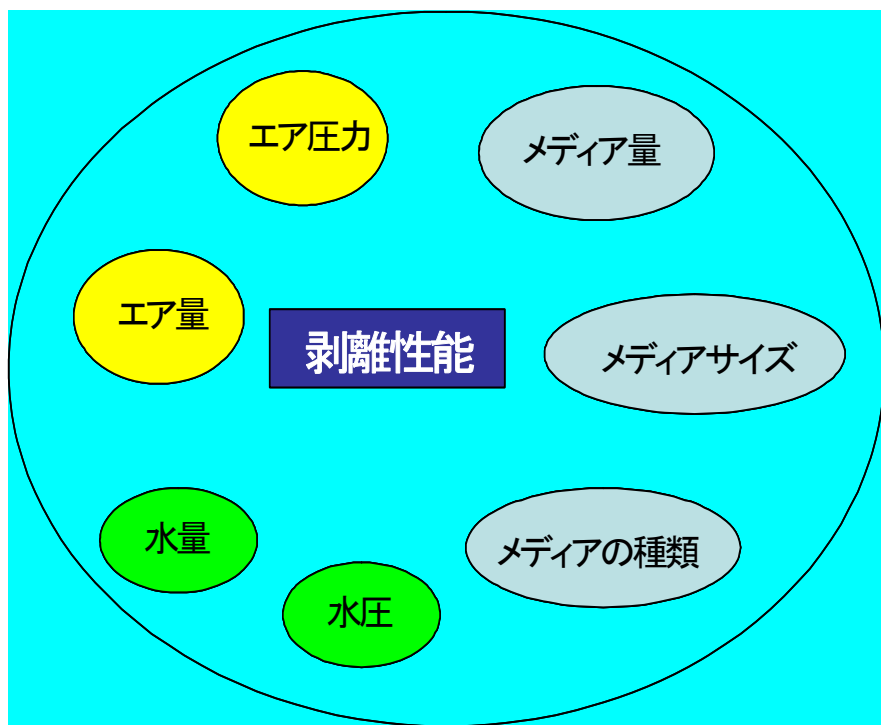 エア圧力
メディア量
エア量
剥離性能
メディアサイズ
水量
メディアの種類
水圧